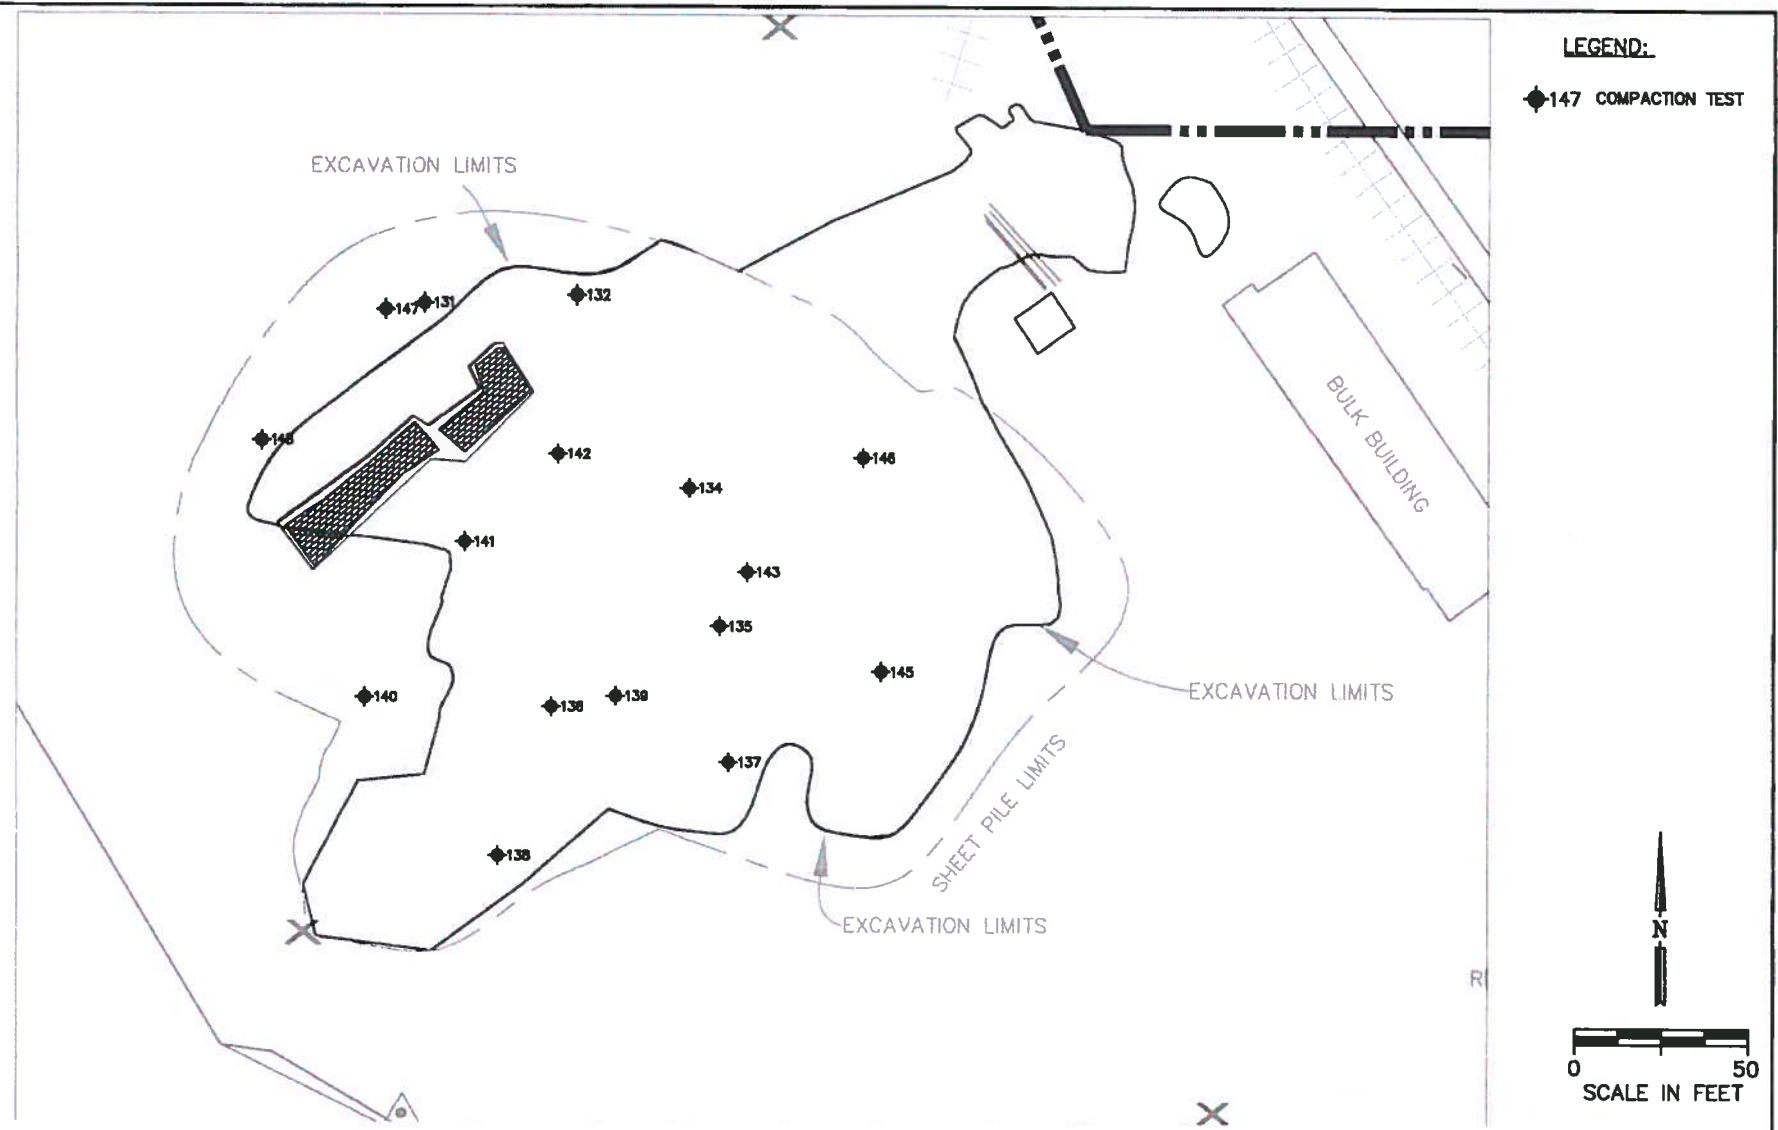 LEGEND:
147 COMPACTION TEST
EXCAVATION LIMITS
147
131
132
142
146
134
141
143
135
145
140
139
137
138
BULK BUILDING
EXCAVATION LIMITS
SHEET PILE LIMITS
EXCAVATION LIMITS
N
0 50
SCALE IN FEET